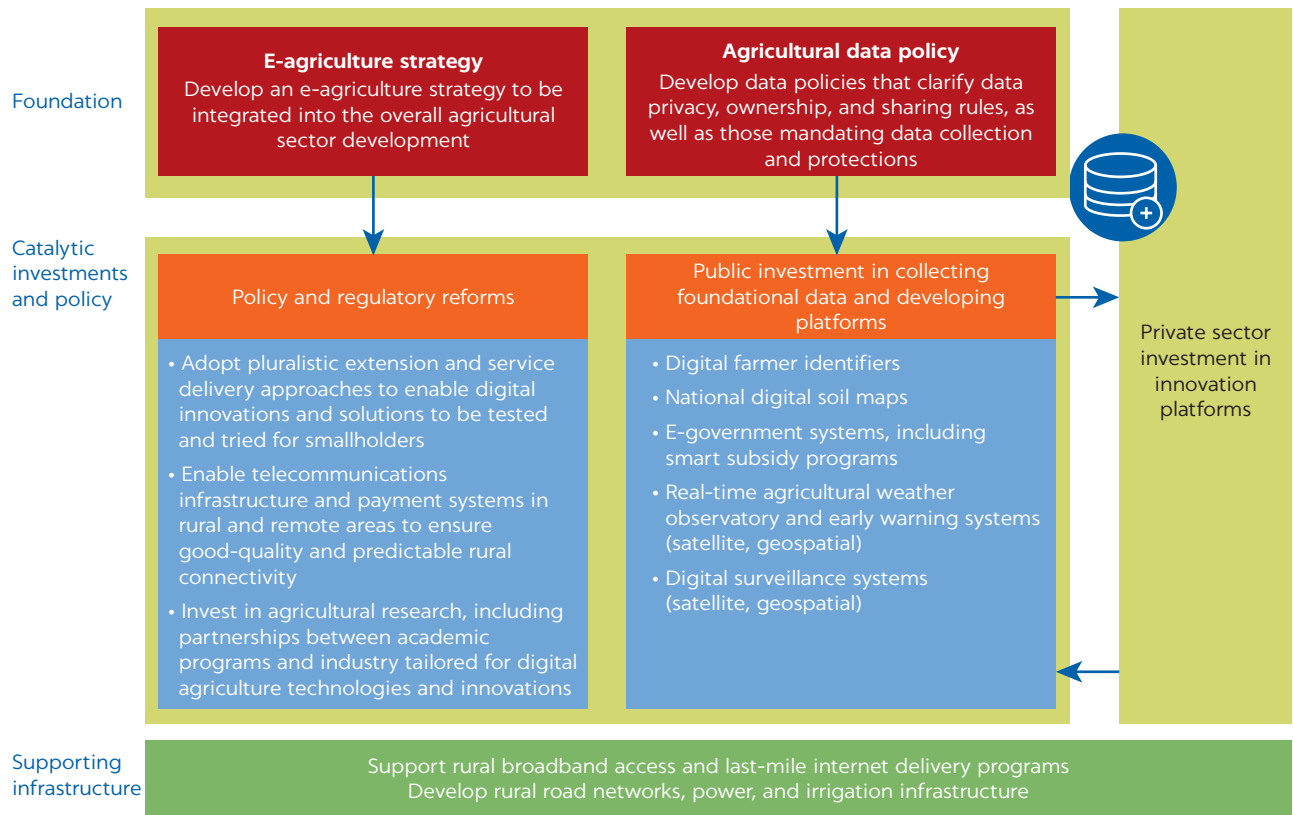 Foundation
E-agriculture strategy
Develop an e-agriculture strategy to be
integrated into the overall agricultural
sector development
Agricultural data policy
Develop data policies that clarify data
privacy, ownership, and sharing rules, as
well as those mandating data collection
and protections
Catalytic
investments
and policy
Policy and regulatory reforms
• Adopt pluralistic extension and service
delivery approaches to enable digital
innovations and solutions to be tested
and tried for smallholders
• Enable telecommunications
infrastructure and payment systems in
rural and remote areas to ensure
good-quality and predictable rural
connectivity
• Invest in agricultural research, including
partnerships between academic
programs and industry tailored for digital
agriculture technologies and innovations
Public investment in collecting
foundational data and developing
platforms
• Digital farmer identifiers
• National digital soil maps
• E-government systems, including
smart subsidy programs
• Real-time agricultural weather
observatory and early warning systems
(satellite, geospatial)
• Digital surveillance systems
(satellite, geospatial)
Private sector
investment in
innovation
platforms
Supporting
infrastructure
Support rural broadband access and last-mile internet delivery programs
Develop rural road networks, power, and irrigation infrastructure